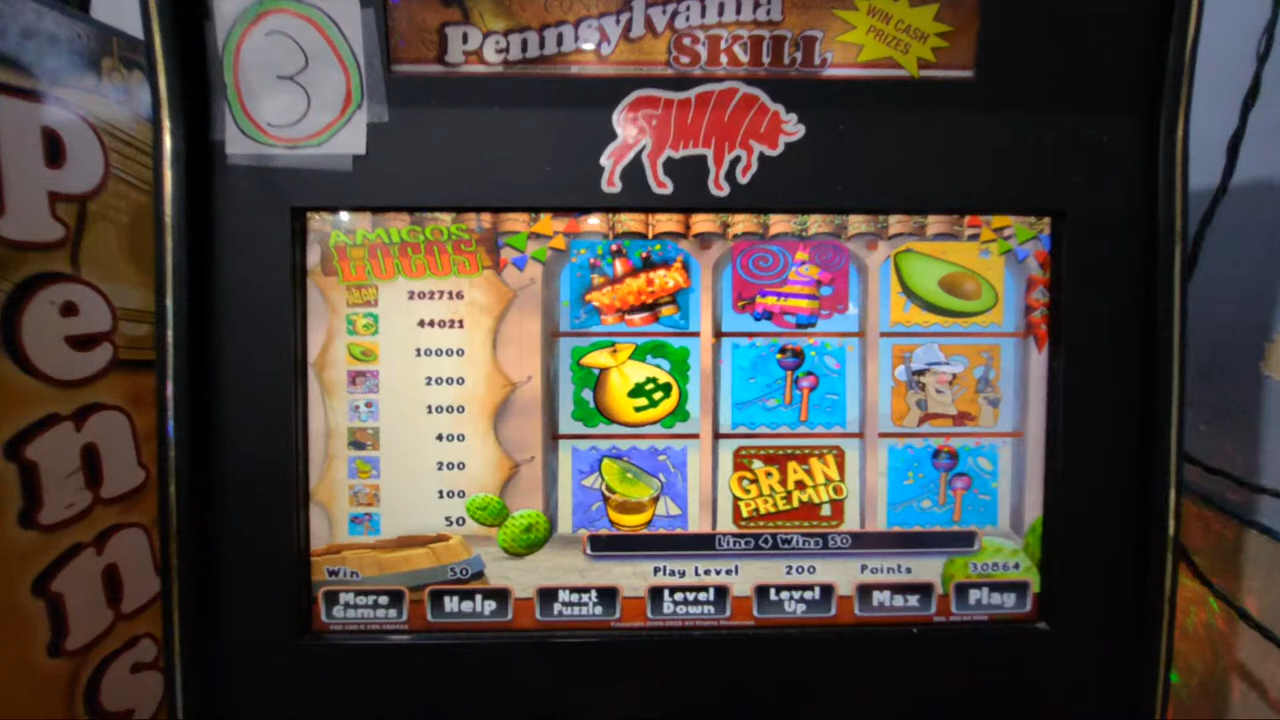 3
Pennsylvania
SKILL
WIN CASH
PRIZES
Penns
AMIGOS
LOCOS
202716
44021
10000
2000
1000
400
200
100
50
GRAN
PREMIO
Line 4 Wins 50
Win 50
Play Level 200
Points 30864
More
Games
Help
Next
Puzzle
Level
Down
Level
Up
Max
Play